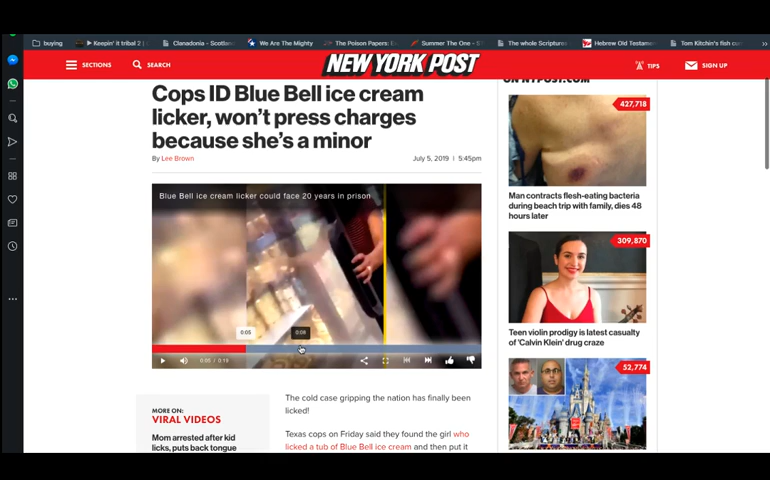 buying
Keepin' it tribal 2 |
Clanadonia - Scotland
We Are The Mighty
The Poison Papers:
Summer The One - S
The whole Scripture
Hebrew Old Testame
Tom Kitchin's fish cu
»
SECTIONS
SEARCH
NEW YORK POST
TIPS
SIGN UP
Cops ID Blue Bell ice cream
licker, won't press charges
because she's a minor
By Lee Brown
July 5, 2019 | 5:45pm
Blue Bell ice cream licker could face 20 years in prison
0:05
0:08
0:05 / 0:19
MORE ON:
VIRAL VIDEOS
Mom arrested after kid
licks, puts back tongue
The cold case gripping the nation has finally been
licked!
Texas cops on Friday said they found the girl who
licked a tub of Blue Bell ice cream and then put it
ON NYPOST.COM
427,718
Man contracts flesh-eating bacteria
during beach trip with family, dies 48
hours later
309,870
Teen violin prodigy is latest casualty
of 'Calvin Klein' drug craze
52,774